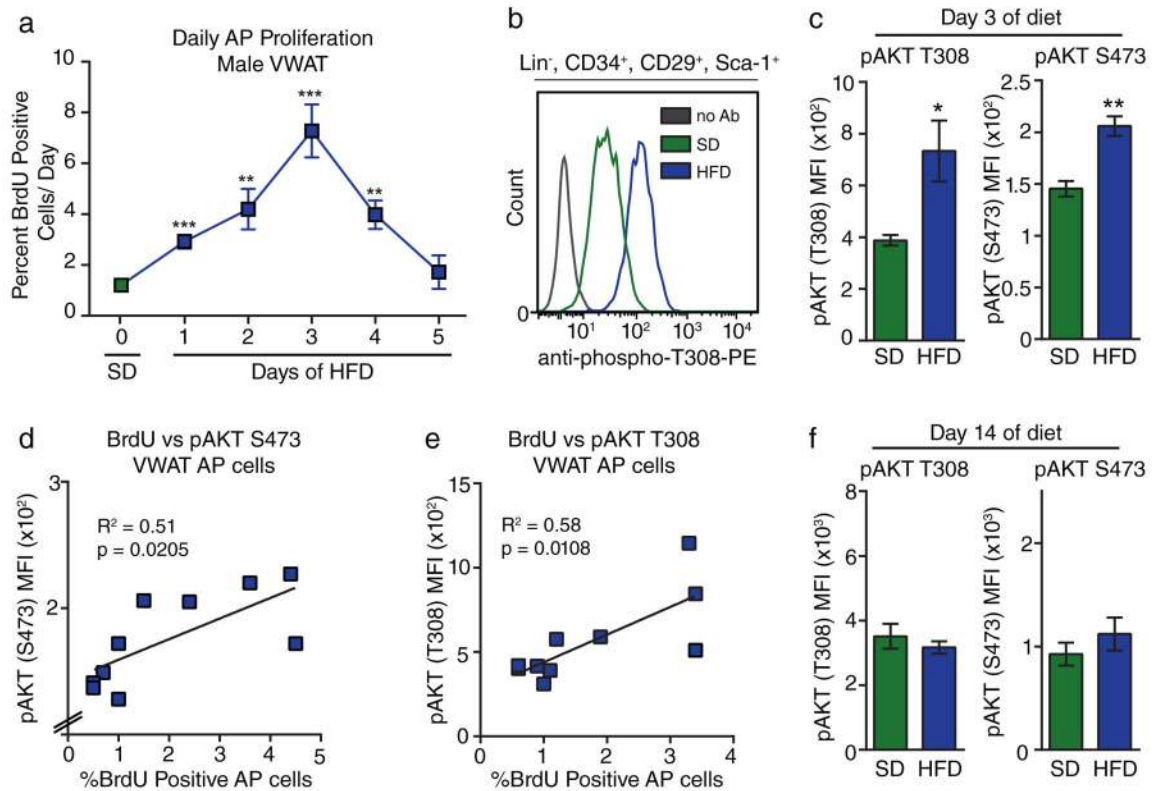 a
Daily AP Proliferation
Male VWAT
Percent BrdU Positive
Cells/ Day
10
8
6
4
2
0
***
**
***
**
0 1 2 3 4 5
SD
Days of HFD
b
Lin⁻, CD34⁺, CD29⁺, Sca-1⁺
no Ab
SD
HFD
Count
0
10¹ 10² 10³ 10⁴
anti-phospho-T308-PE
c
Day 3 of diet
pAKT T308
pAKT (T308) MFI (x10²)
10
8
6
4
2
0
*
SD HFD
pAKT S473
pAKT (S473) MFI (x10²)
2.5
2
1.5
1
0.5
0
**
SD HFD
d
BrdU vs pAKT S473
VWAT AP cells
pAKT (S473) MFI (x10²)
3
2
R² = 0.51
p = 0.0205
0 1 2 3 4 5
%BrdU Positive AP cells
e
BrdU vs pAKT T308
VWAT AP cells
pAKT (T308) MFI (x10²)
15
10
5
0
R² = 0.58
p = 0.0108
0 1 2 3 4
%BrdU Positive AP cells
f
Day 14 of diet
pAKT T308
pAKT (T308) MFI (x10³)
8
6
4
2
0
SD HFD
pAKT S473
pAKT (S473) MFI (x10³)
2
1
0
SD HFD